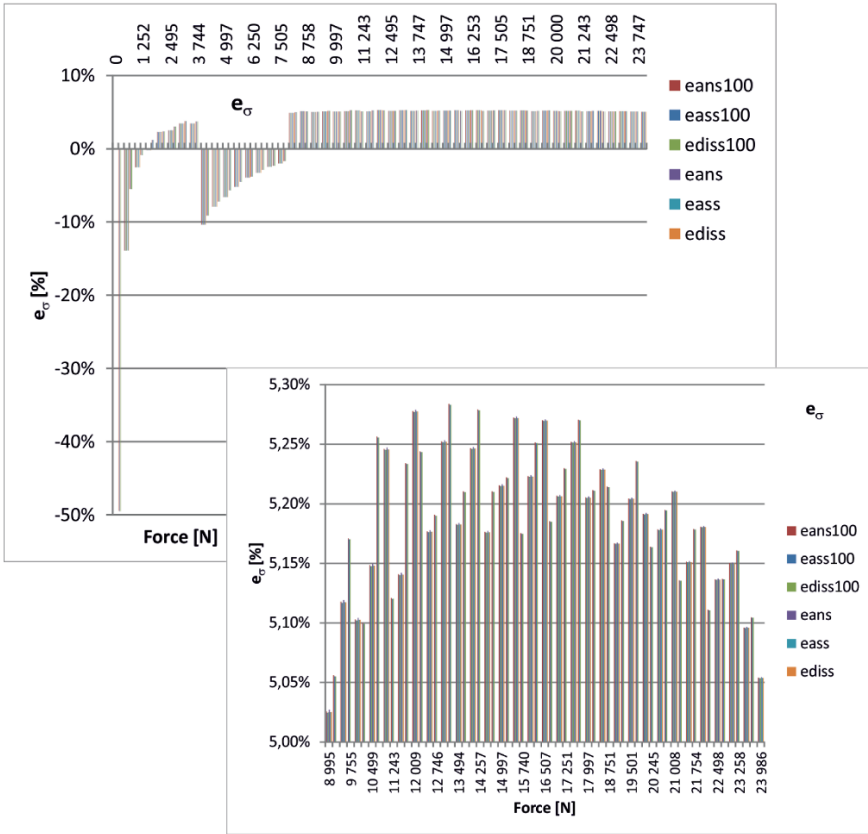 0 1 252 2 495 3 744 4 997 6 250 7 505 8 758 9 997 11 243 12 495 13 747 14 997 16 253 17 505 18 751 20 000 21 243 22 498 23 747
eσ
10%
0%
-10%
-20%
-30%
-40%
-50%
eσ [%]
Force [N]
eans100
eass100
ediss100
eans
eass
ediss
eσ
5,30%
5,25%
5,20%
5,15%
5,10%
5,05%
5,00%
eσ [%]
8 995 9 755 10 499 11 243 12 009 12 746 13 494 14 257 14 997 15 740 16 507 17 251 17 997 18 751 19 501 20 245 21 008 21 754 22 498 23 258 23 986
Force [N]
eans100
eass100
ediss100
eans
eass
ediss